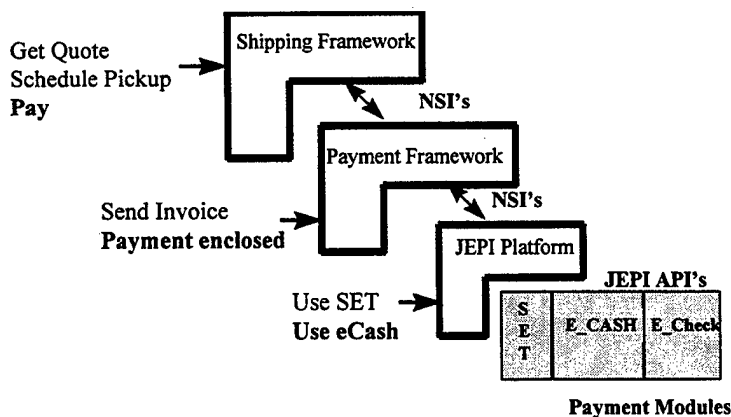 Shipping Framework
Get Quote
Schedule Pickup
Pay
NSI's
Payment Framework
Send Invoice
Payment enclosed
NSI's
JEPI Platform
JEPI API's
Use SET
Use eCash
SET
E_CASH
E_Check
Payment Modules